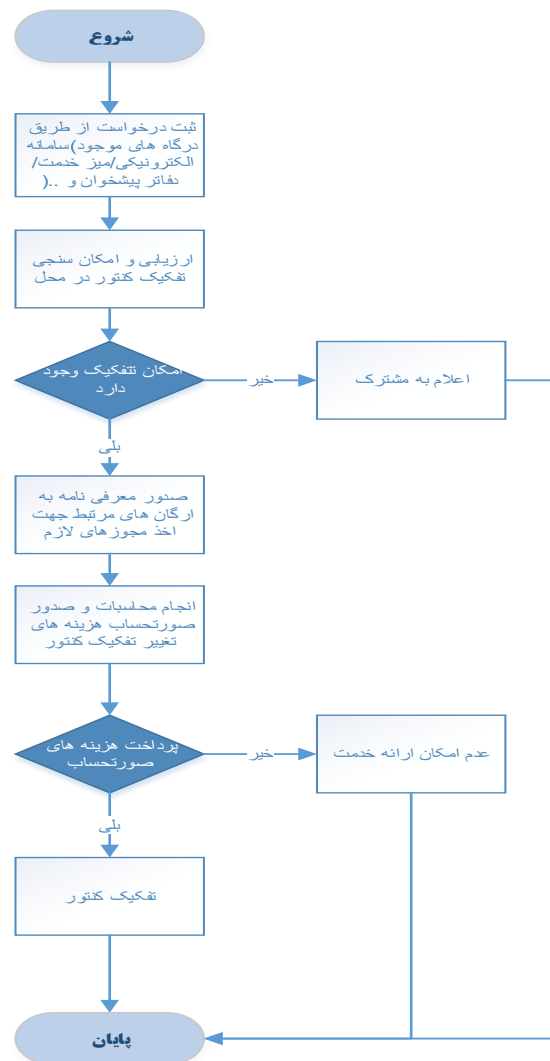 شروع
ثبت درخواست از طریق
درگاه های موجود)سامانه
الکترونیکی/میز خدمت/
دفاتر پیشخوان و ..(
ارزیابی و امکان سنجی
تفکیک کنتور در محل
امکان تتفکیک وجود
دارد
خیر
اعلام به مشترک
بلی
صدور معرفی نامه به
ارگان های مرتبط جهت
اخذ مجوزهای لازم
انجام محاسبات و صدور
صورتحساب هزینه های
تغییر تفکیک کنتور
پرداخت هزینه های
صورتحساب
خیر
عدم امکان ارائه خدمت
بلی
تفکیک کنتور
پایان